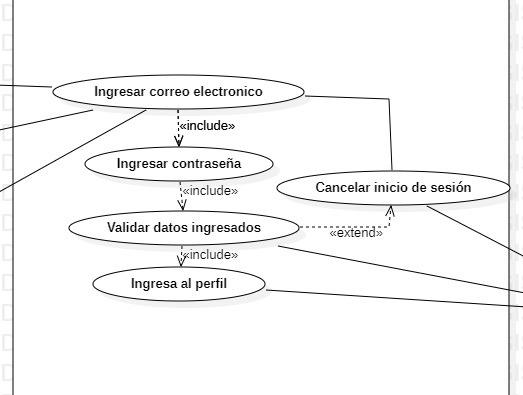 Ingresar correo electronico
«include»
Ingresar contraseña
«include»
Cancelar inicio de sesión
Validar datos ingresados
«extend»
«include»
Ingresa al perfil